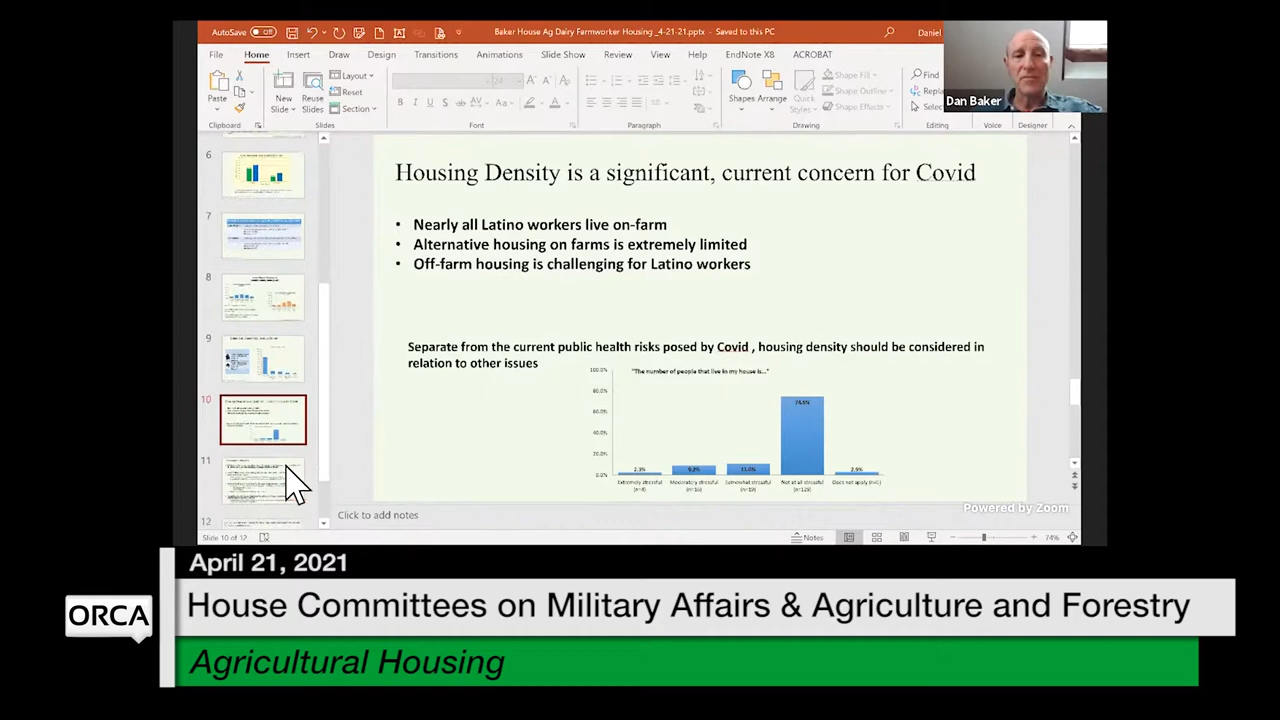 AutoSave Off
Baker House Ag Dairy Farmworker Housing _4-21-21.pptx - Saved to this PC
Daniel
File Home Insert Draw Design Transitions Animations Slideshow Review View EndNote X8 ACROBAT
Paste
New Slide
Reuse Slides
Layout
Reset
Section
Shapes Arrange
Quick Styles
Shape Fill
Shape Outline
Shape Effects
Find
Clipboard Slides Font Paragraph Drawing Editing Voice Designer
Dan Baker
6
7
8
9
10
11
12
Housing Density is a significant, current concern for Covid
• Nearly all Latino workers live on-farm
• Alternative housing on farms is extremely limited
• Off-farm housing is challenging for Latino workers
Separate from the current public health risks posed by Covid , housing density should be considered in
relation to other issues
"The number of people that live in my house is..."
100.0%
80.0%
60.0%
40.0%
20.0%
0.0%
2.3% 9.2% 2.9%
Extremely stressful Moderately stressful Somewhat stressful Not at all stressful Does not apply
Click to add notes
Powered by Zoom
Slide 10 of 12
Notes
74%
April 21, 2021
ORCA
House Committees on Military Affairs & Agriculture and Forestry
Agricultural Housing